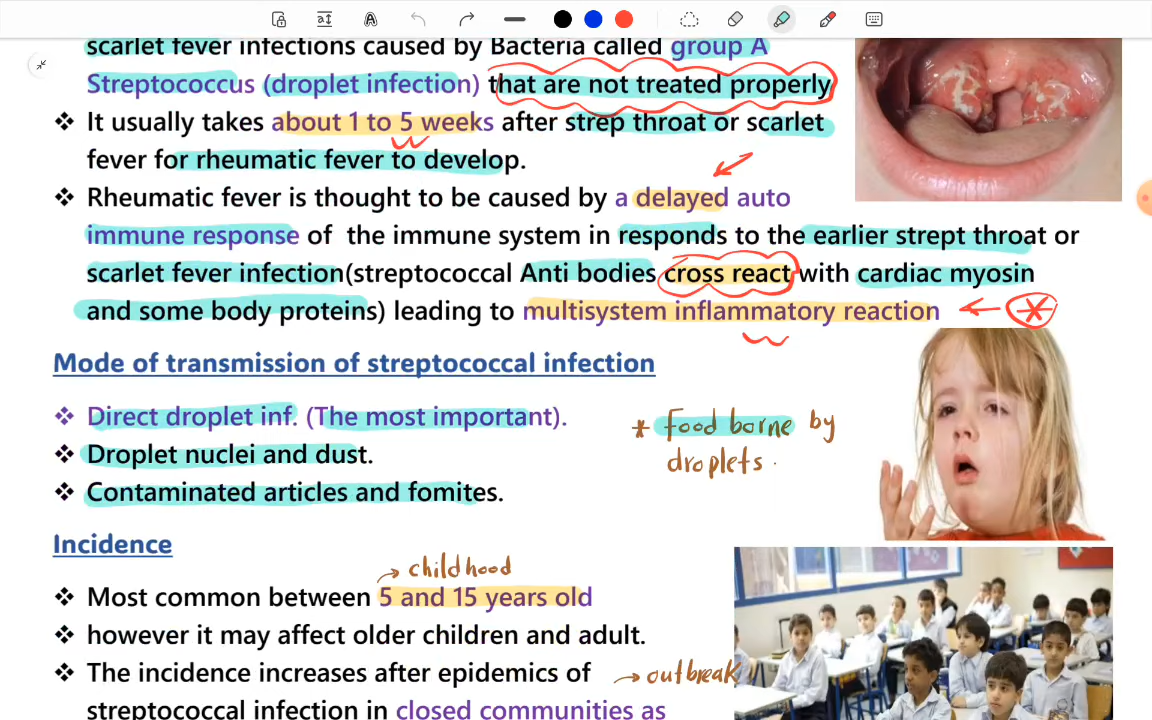 scarlet fever infections caused by Bacteria called group A
Streptococcus (droplet infection) that are not treated properly
❖ It usually takes about 1 to 5 weeks after strep throat or scarlet
fever for rheumatic fever to develop.
❖ Rheumatic fever is thought to be caused by a delayed auto
immune response of the immune system in responds to the earlier strept throat or
scarlet fever infection(streptococcal Anti bodies cross react with cardiac myosin
and some body proteins) leading to multisystem inflammatory reaction
Mode of transmission of streptococcal infection
❖ Direct droplet inf. (The most important).
* food borne by
droplets.
❖ Droplet nuclei and dust.
❖ Contaminated articles and fomites.
Incidence
→ childhood
❖ Most common between 5 and 15 years old
❖ however it may affect older children and adult.
❖ The incidence increases after epidemics of → outbreak
streptococcal infection in closed communities as